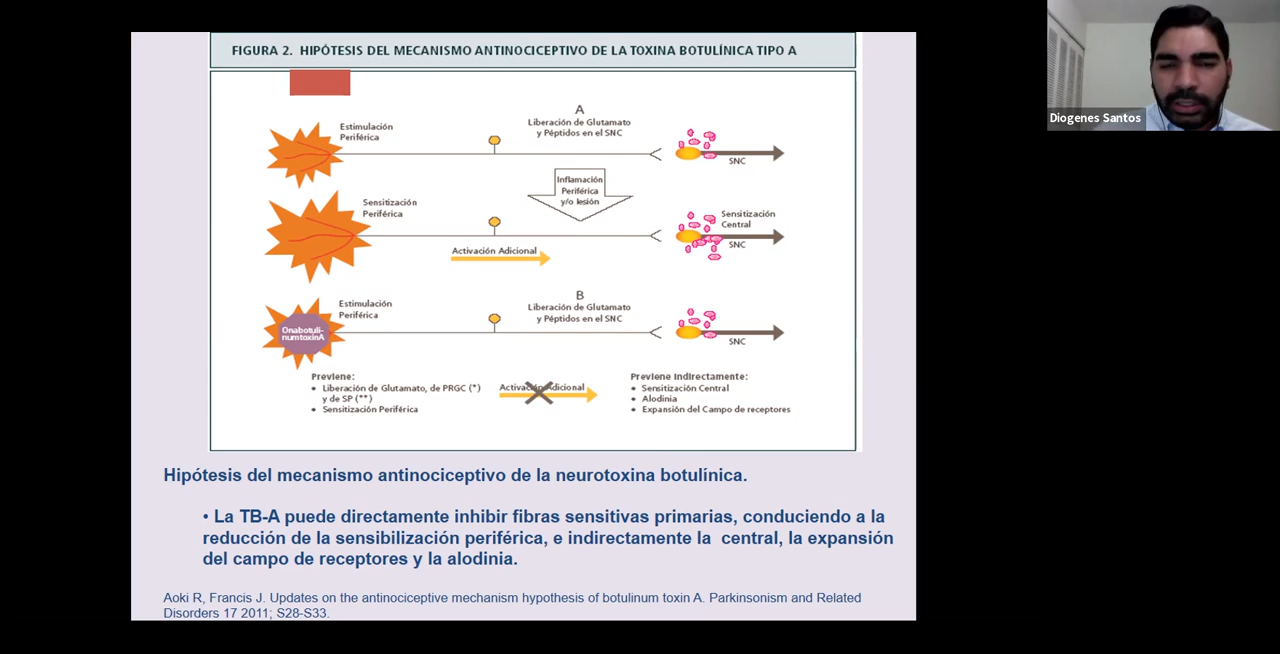 FIGURA 2. HIPÓTESIS DEL MECANISMO ANTINOCICEPTIVO DE LA TOXINA BOTULÍNICA TIPO A
Diogenes Santos
A
Estimulación
Periférica
Liberación de Glutamato
y Péptidos en el SNC
SNC
Inflamación
Periférica
y/o lesión
Sensitización
Periférica
Sensitización
Central
SNC
Activación Adicional
B
Estimulación
Periférica
Liberación de Glutamato
y Péptidos en el SNC
Onabotuli-
numtoxinA
SNC
Previene:
• Liberación de Glutamato, de PRGC (*)
y de SP (**)
• Sensitización Periférica
Activación Adicional
Previene Indirectamente:
• Sensitización Central
• Alodinia
• Expansión del Campo de receptores
Hipótesis del mecanismo antinociceptivo de la neurotoxina botulínica.
• La TB-A puede directamente inhibir fibras sensitivas primarias, conduciendo a la
reducción de la sensibilización periférica, e indirectamente la central, la expansión
del campo de receptores y la alodinia.
Aoki R, Francis J. Updates on the antinociceptive mechanism hypothesis of botulinum toxin A. Parkinsonism and Related
Disorders 17 2011; S28-S33.